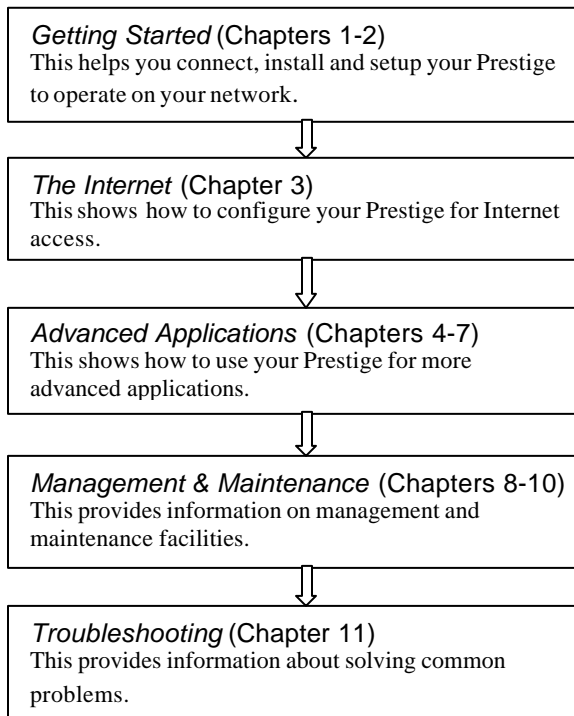 Getting Started (Chapters 1-2)
This helps you connect, install and setup your Prestige
to operate on your network.
The Internet (Chapter 3)
This shows how to configure your Prestige for Internet
access.
Advanced Applications (Chapters 4-7)
This shows how to use your Prestige for more
advanced applications.
Management & Maintenance (Chapters 8-10)
This provides information on management and
maintenance facilities.
Troubleshooting (Chapter 11)
This provides information about solving common
problems.